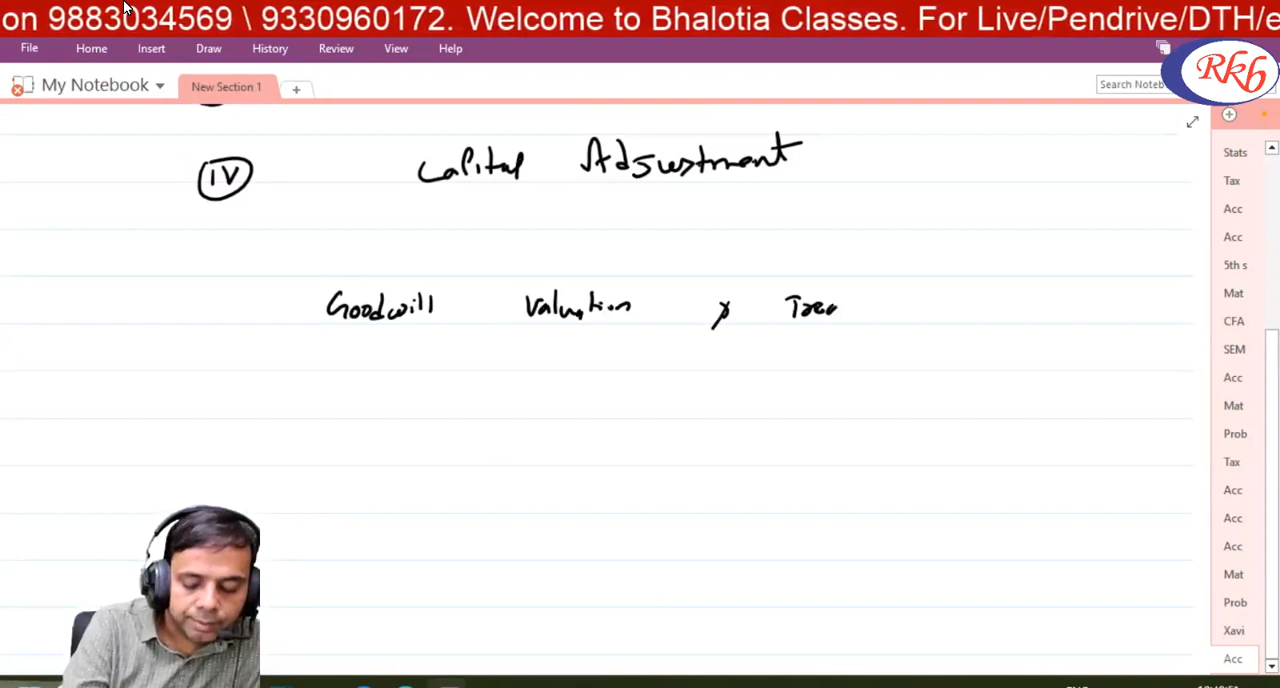 on 9883034569 \ 9330960172. Welcome to Bhalotia Classes. For Live/Pendrive/DTH/e
File Home Insert Draw History Review View Help
Rkb
My Notebook New Section 1 + Search Noteb
iv Capital Adjustment
Goodwill Valuation & Trea
Stats
Tax
Acc
Acc
5th s
Mat
CFA
SEM
Acc
Mat
Prob
Tax
Acc
Acc
Acc
Mat
Prob
Xavi
Acc